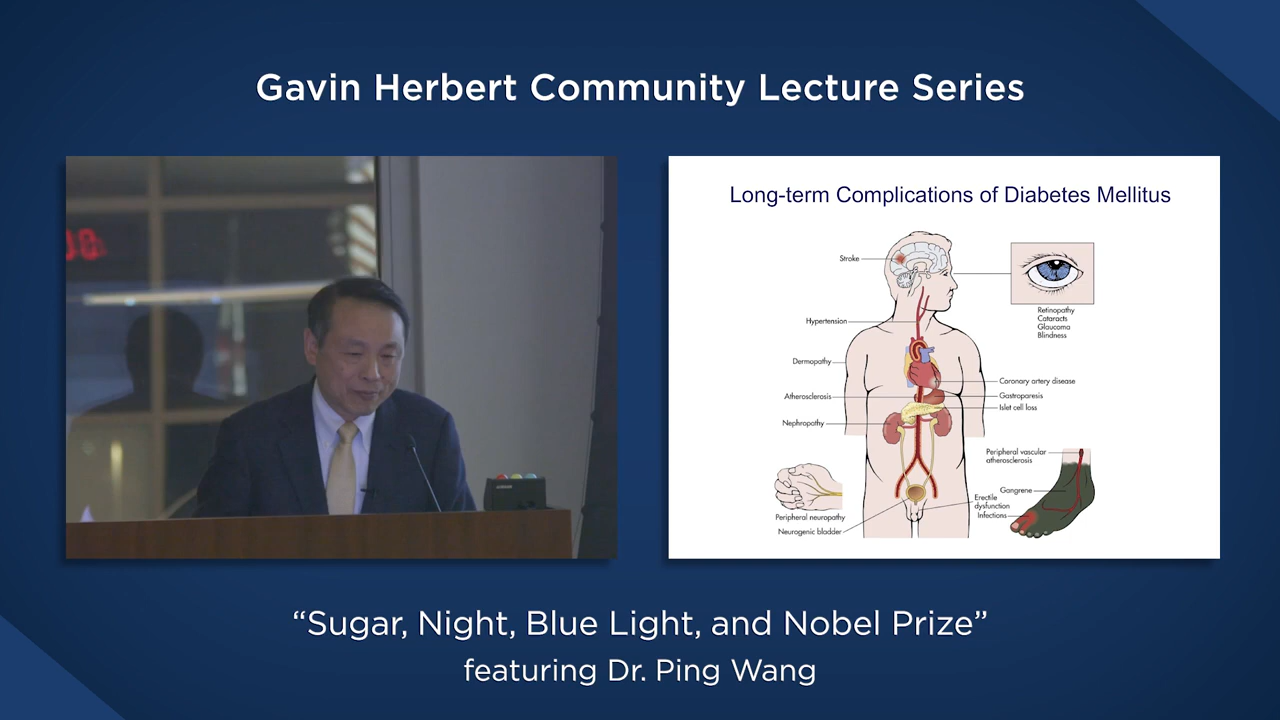 Gavin Herbert Community Lecture Series
Long-term Complications of Diabetes Mellitus
Stroke
Retinopathy
Cataracts
Glaucoma
Blindness
Hypertension
Dermopathy
Coronary artery disease
Atherosclerosis
Gastroparesis
Islet cell loss
Nephropathy
Peripheral vascular
atherosclerosis
Gangrene
Erectile
dysfunction
Infections
Peripheral neuropathy
Neurogenic bladder
“Sugar, Night, Blue Light, and Nobel Prize”
featuring Dr. Ping Wang